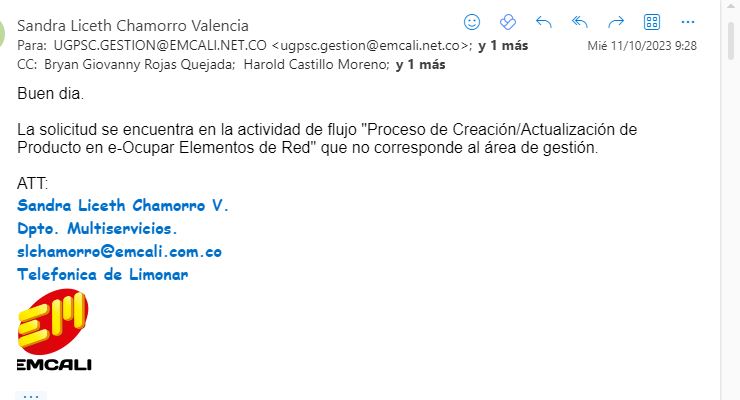 Sandra Liceth Chamorro Valencia
Para: UGPSC.GESTION@EMCALI.NET.CO <ugpsc.gestion@emcali.net.co>; y 1 más
Mié 11/10/2023 9:28
CC: Bryan Giovanny Rojas Quejada; Harold Castillo Moreno; y 1 más
Buen dia.
La solicitud se encuentra en la actividad de flujo "Proceso de Creación/Actualización de
Producto en e-Ocupar Elementos de Red" que no corresponde al área de gestión.
ATT:
Sandra Liceth Chamorro V.
Dpto. Multiservicios.
slchamorro@emcali.com.co
Telefonica de Limonar
EM
EMCALI